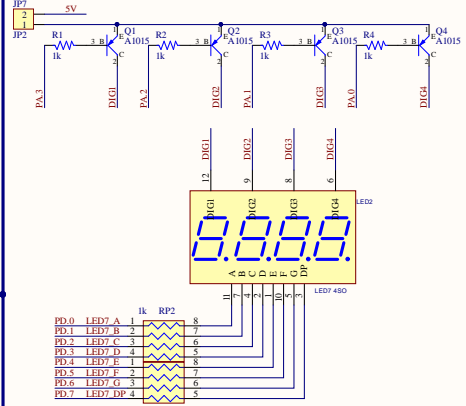 JP7
5V
2
1
JP2
R1
1k
3 B
Q1
A1015
1
E
C
2
R2
1k
3 B
Q2
A1015
1
E
C
2
R3
1k
3 B
Q3
A1015
1
E
C
2
R4
1k
3 B
Q4
A1015
1
E
C
2
PA.3
DIG1
PA.2
DIG2
PA.1
DIG3
PA.0
DIG4
DIG1
DIG2
DIG3
DIG4
12
9
8
6
LED2
DIG1
DIG2
DIG3
DIG4
A B C D E F G DP
LED7 4SO
11 7 4 2 1 10 5 3
1k RP2
PD.0 LED7_A 1 8
PD.1 LED7_B 2 7
PD.2 LED7_C 3 6
PD.3 LED7_D 4 5
PD.4 LED7_E 1 8
PD.5 LED7_F 2 7
PD.6 LED7_G 3 6
PD.7 LED7_DP 4 5